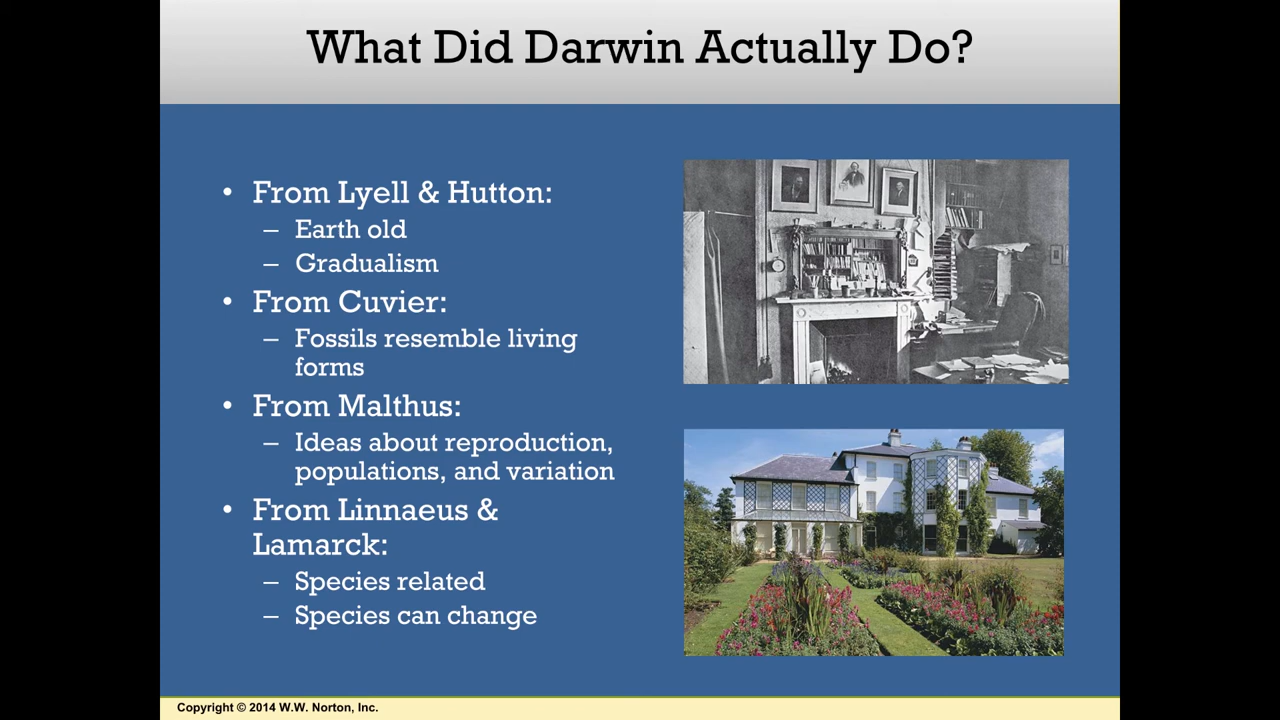 What Did Darwin Actually Do?
• From Lyell & Hutton:
– Earth old
– Gradualism
• From Cuvier:
– Fossils resemble living
forms
• From Malthus:
– Ideas about reproduction,
populations, and variation
• From Linnaeus &
Lamarck:
– Species related
– Species can change
Copyright © 2014 W.W. Norton, Inc.